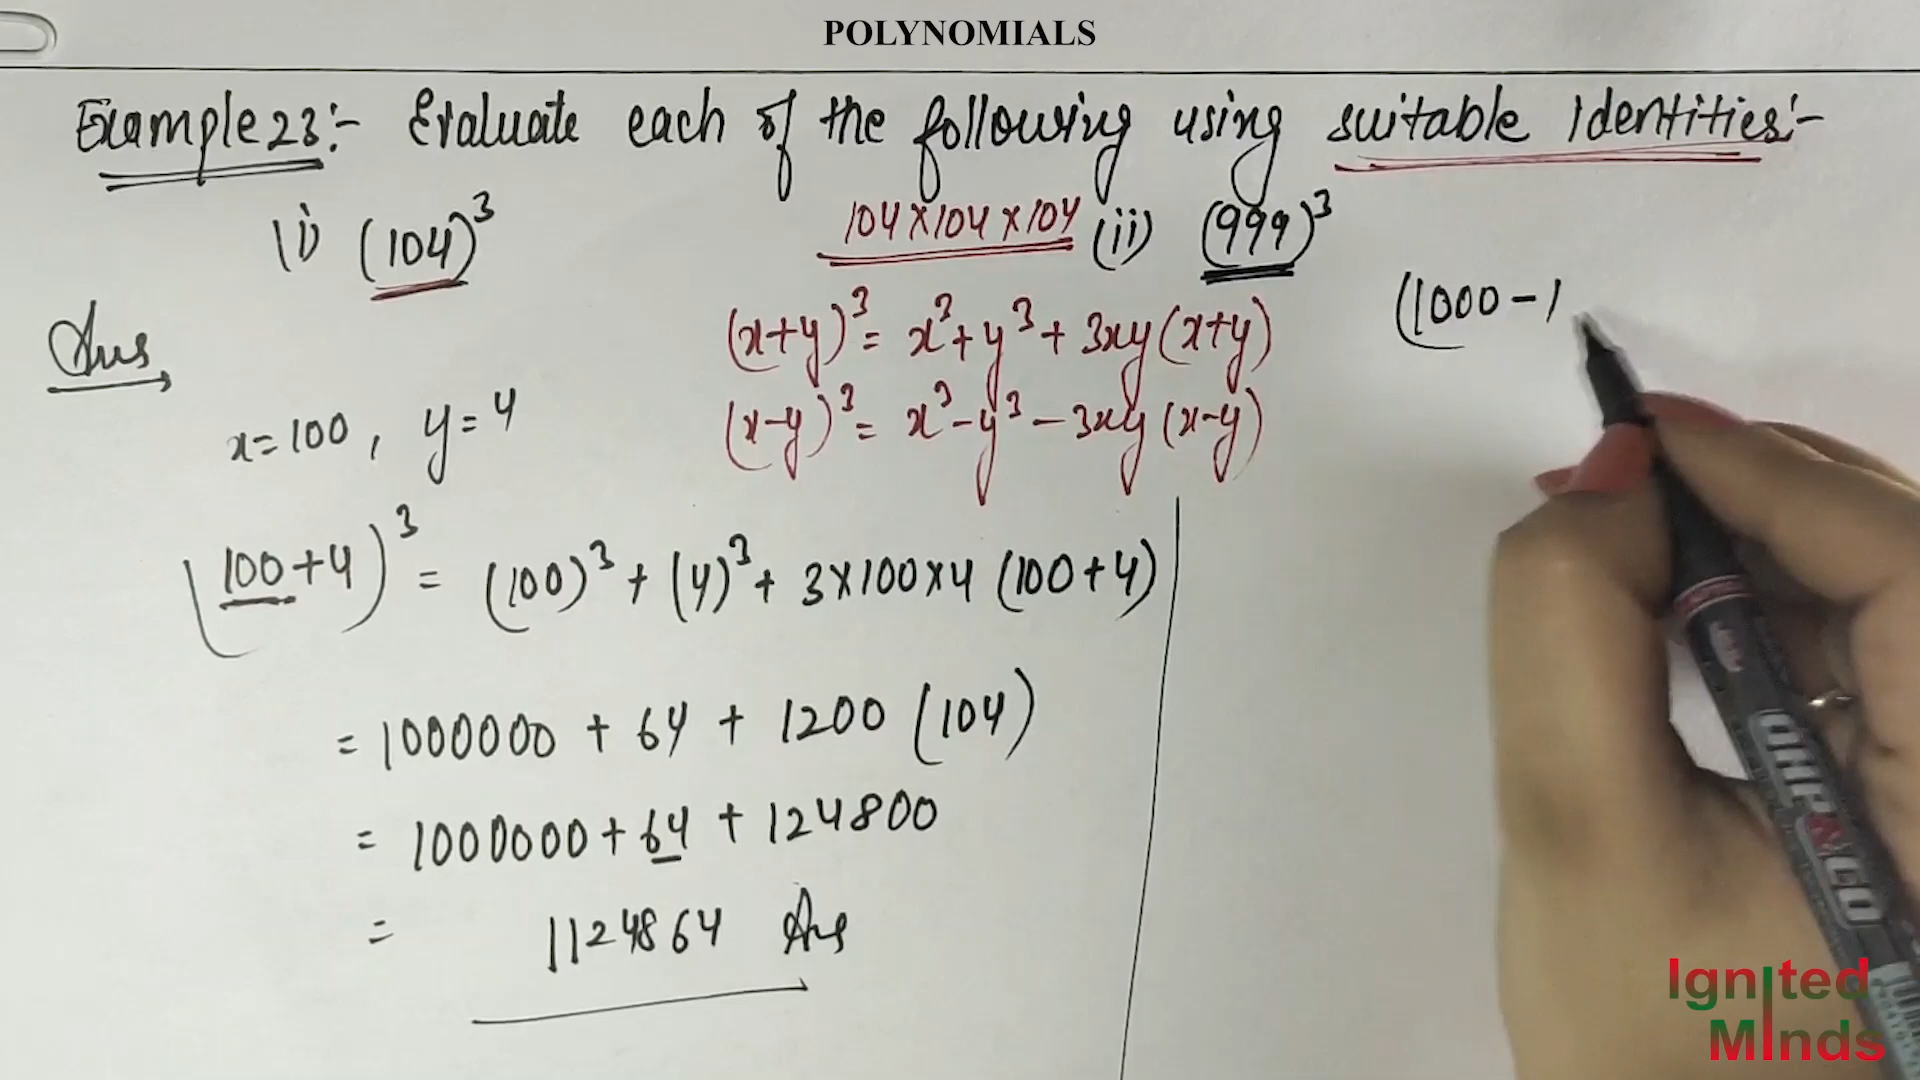 POLYNOMIALS
Example 23:- Evaluate each of the following using suitable identities:-
(i) (104)³ 104×104×104 (ii) (999)³
Ans
(x+y)³ = x³+y³+3xy(x+y)
(1000-1
(x-y)³ = x³-y³-3xy(x-y)
x=100, y=4
(100+4)³ = (100)³+(4)³+3×100×4 (100+4)
= 1000000 + 64 + 1200 (104)
= 1000000 + 64 + 124800
= 1124864 Ans
OHPANCO
Ignited
Minds